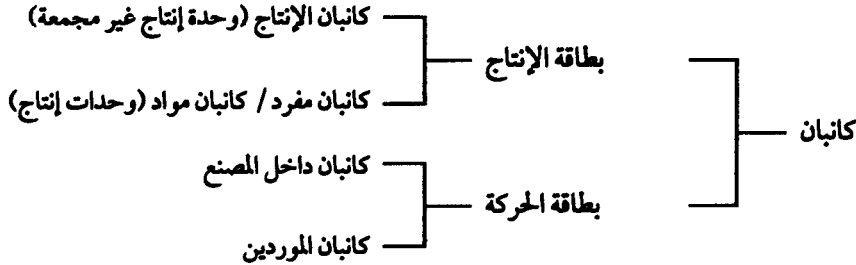 كانبان الإنتاج (وحدة إنتاج غير مجمعة)
بطاقة الإنتاج
كانبان مفرد / كانبان مواد (وحدات إنتاج)
كانبان
كانبان داخل المصنع
بطاقة الحركة
كانبان الموردين